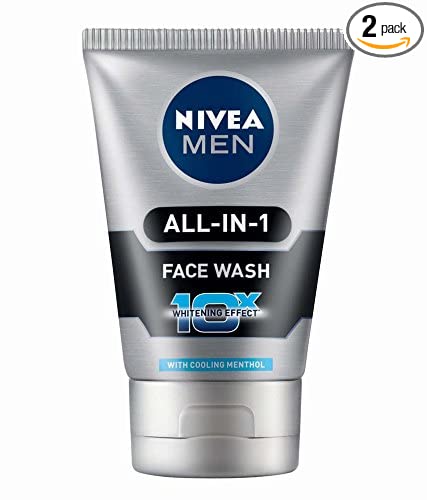 2 pack
NIVEA
MEN
ALL-IN-1
FACE WASH
10X
WHITENING EFFECT*
WITH COOLING MENTHOL